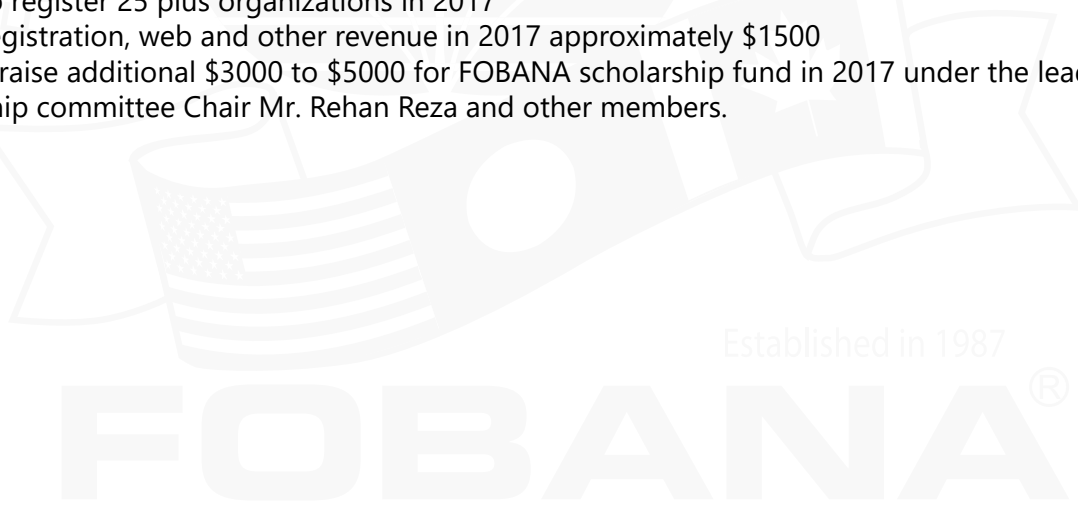 register 25 plus organizations in 2017
gistration, web and other revenue in 2017 approximately $1500
raise additional $3000 to $5000 for FOBANA scholarship fund in 2017 under the lea
ip committee Chair Mr. Rehan Reza and other members.
Established in 1987
FOBANA®